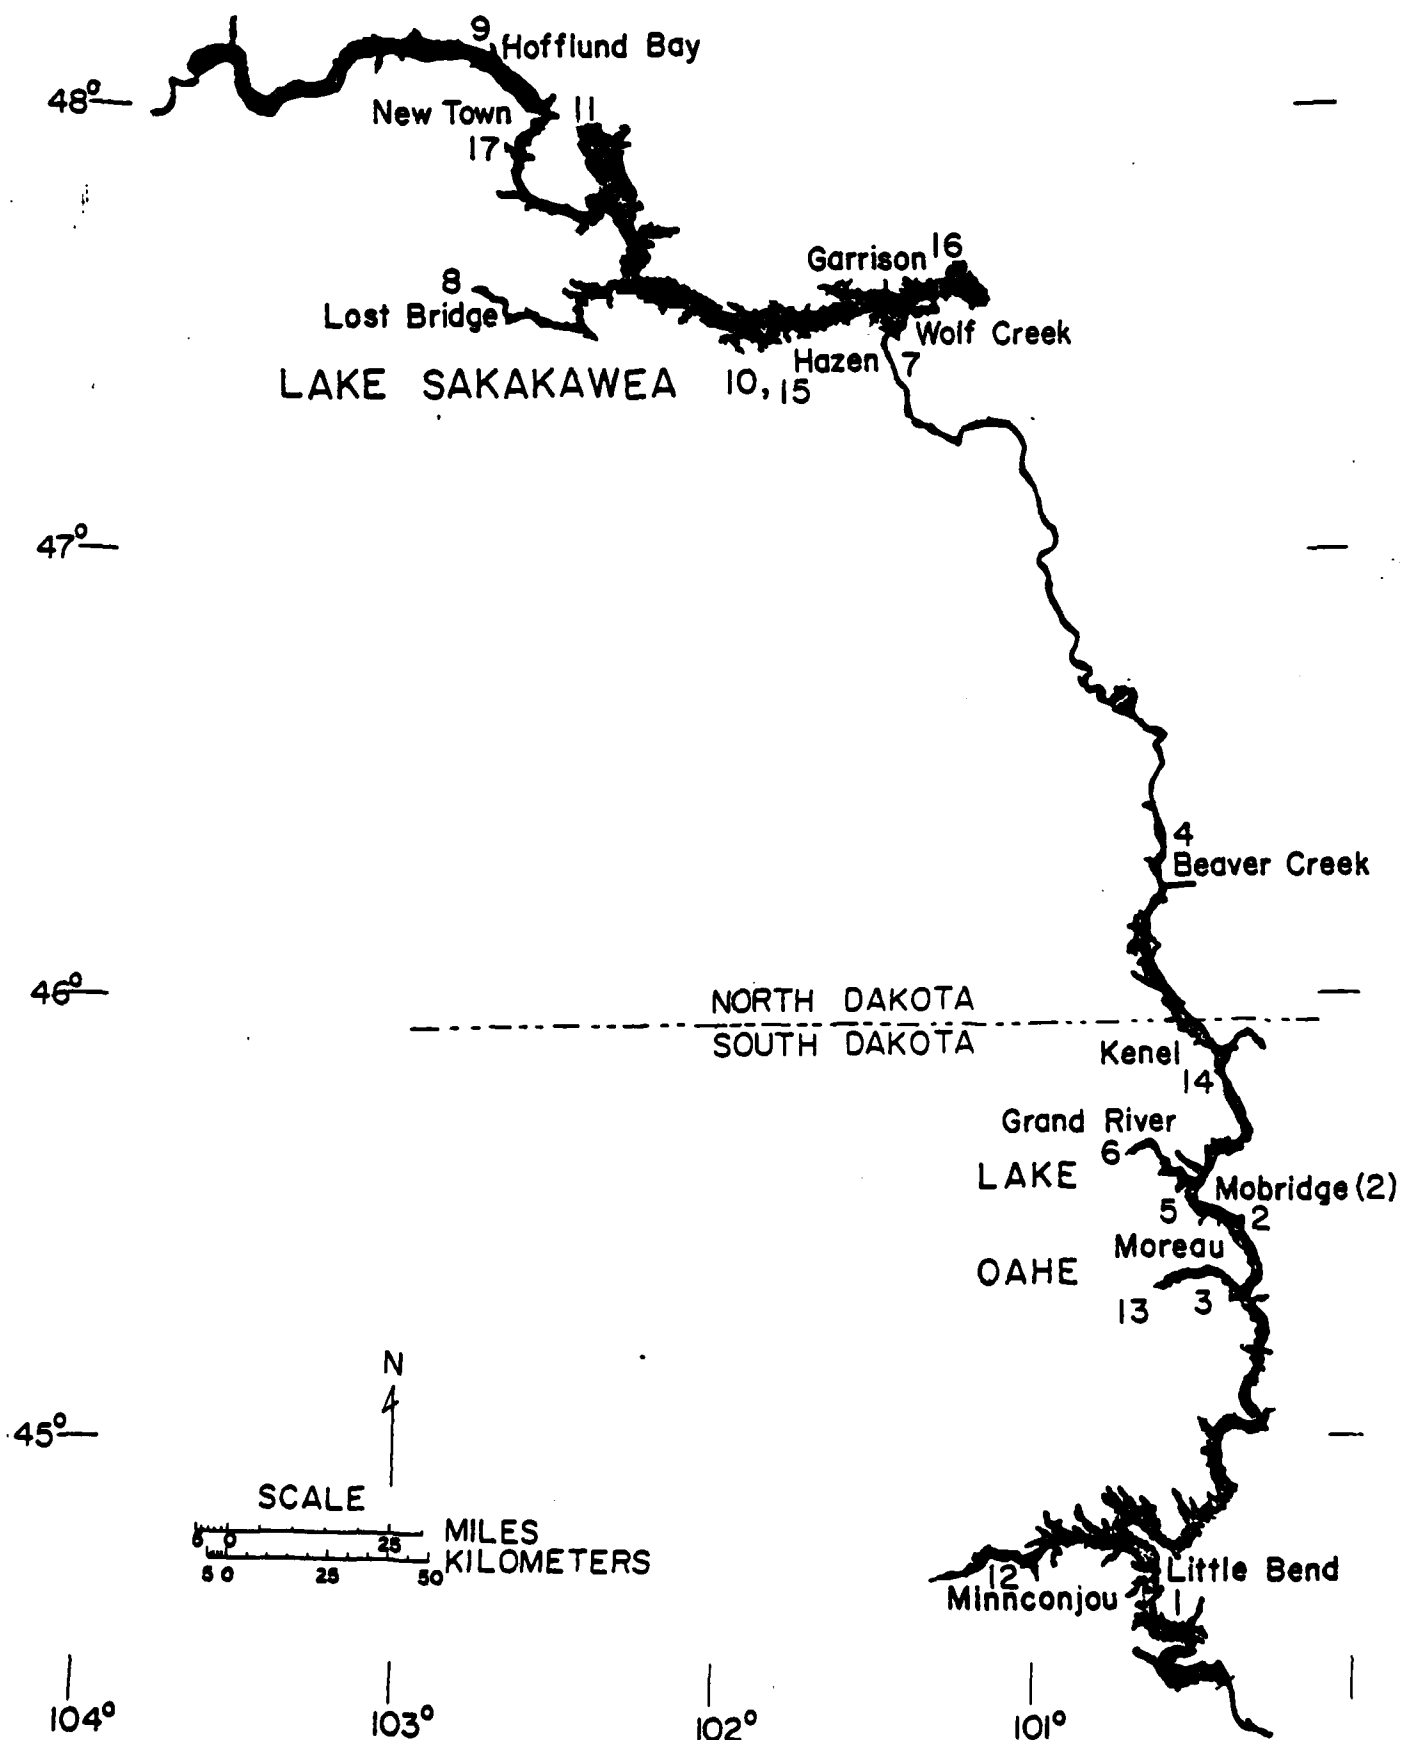 9 Hofflund Bay
48°
New Town 11
17
Garrison 16
8
Lost Bridge
Wolf Creek
Hazen 7
LAKE SAKAKAWEA 10, 15
47°
4
Beaver Creek
46°
NORTH DAKOTA
SOUTH DAKOTA
Kenel
14
Grand River
6
LAKE
Mobridge (2)
5 2
Moreau
OAHE
13 3
N
45°
SCALE
MILES
5 0 25
KILOMETERS
5 0 25 50
12 Little Bend
Minnconjou 1
104° 103° 102° 101°